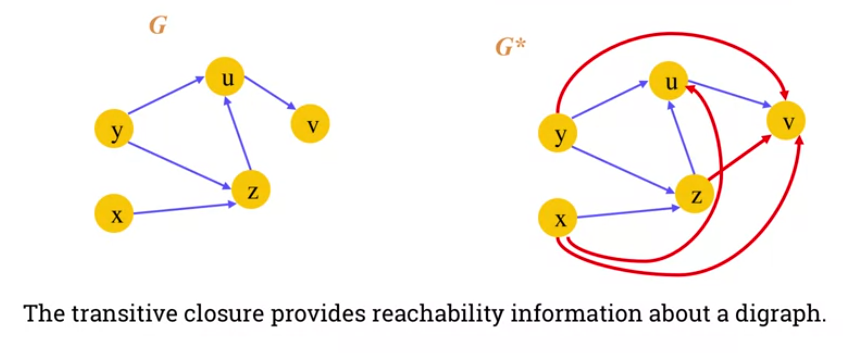 G
G*
u
u
y
v
y
v
z
z
x
x
The transitive closure provides reachability information about a digraph.